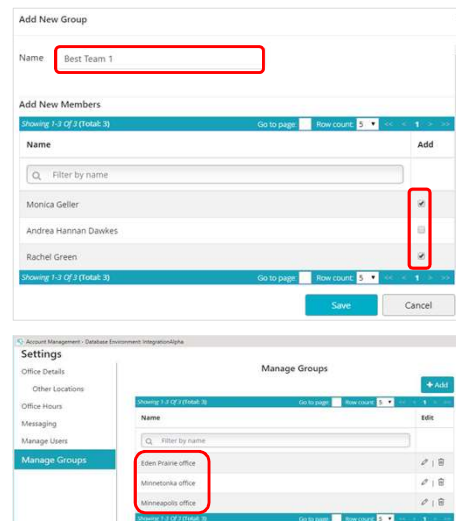 Add New Group
Name Best Team 1
Add New Members
Showing 1-3 Of 3 (Total: 3) Go to page: Row count: 5 ▼ << < 1 > >>
Name Add
Filter by name
Monica Geller
Andrea Hannan Dawkes
Rachel Green
Showing 1-3 Of 3 (Total: 3) Go to page: Row count: 5 ▼ << < 1 > >>
Save Cancel
Account Management - Database Environment: IntegrationAlpha
Settings
Office Details
Other Locations
Office Hours
Messaging
Manage Users
Manage Groups
Manage Groups
+ Add
Showing 1-3 Of 3 (Total: 3) Go to page: Row count: 5 ▼ << < 1 > >>
Name Edit
Filter by name
Eden Prairie office |
Minnetonka office |
Minneapolis office |
Showing 1-3 Of 3 (Total: 3) Go to page: Row count: 5 ▼ << < 1 > >>